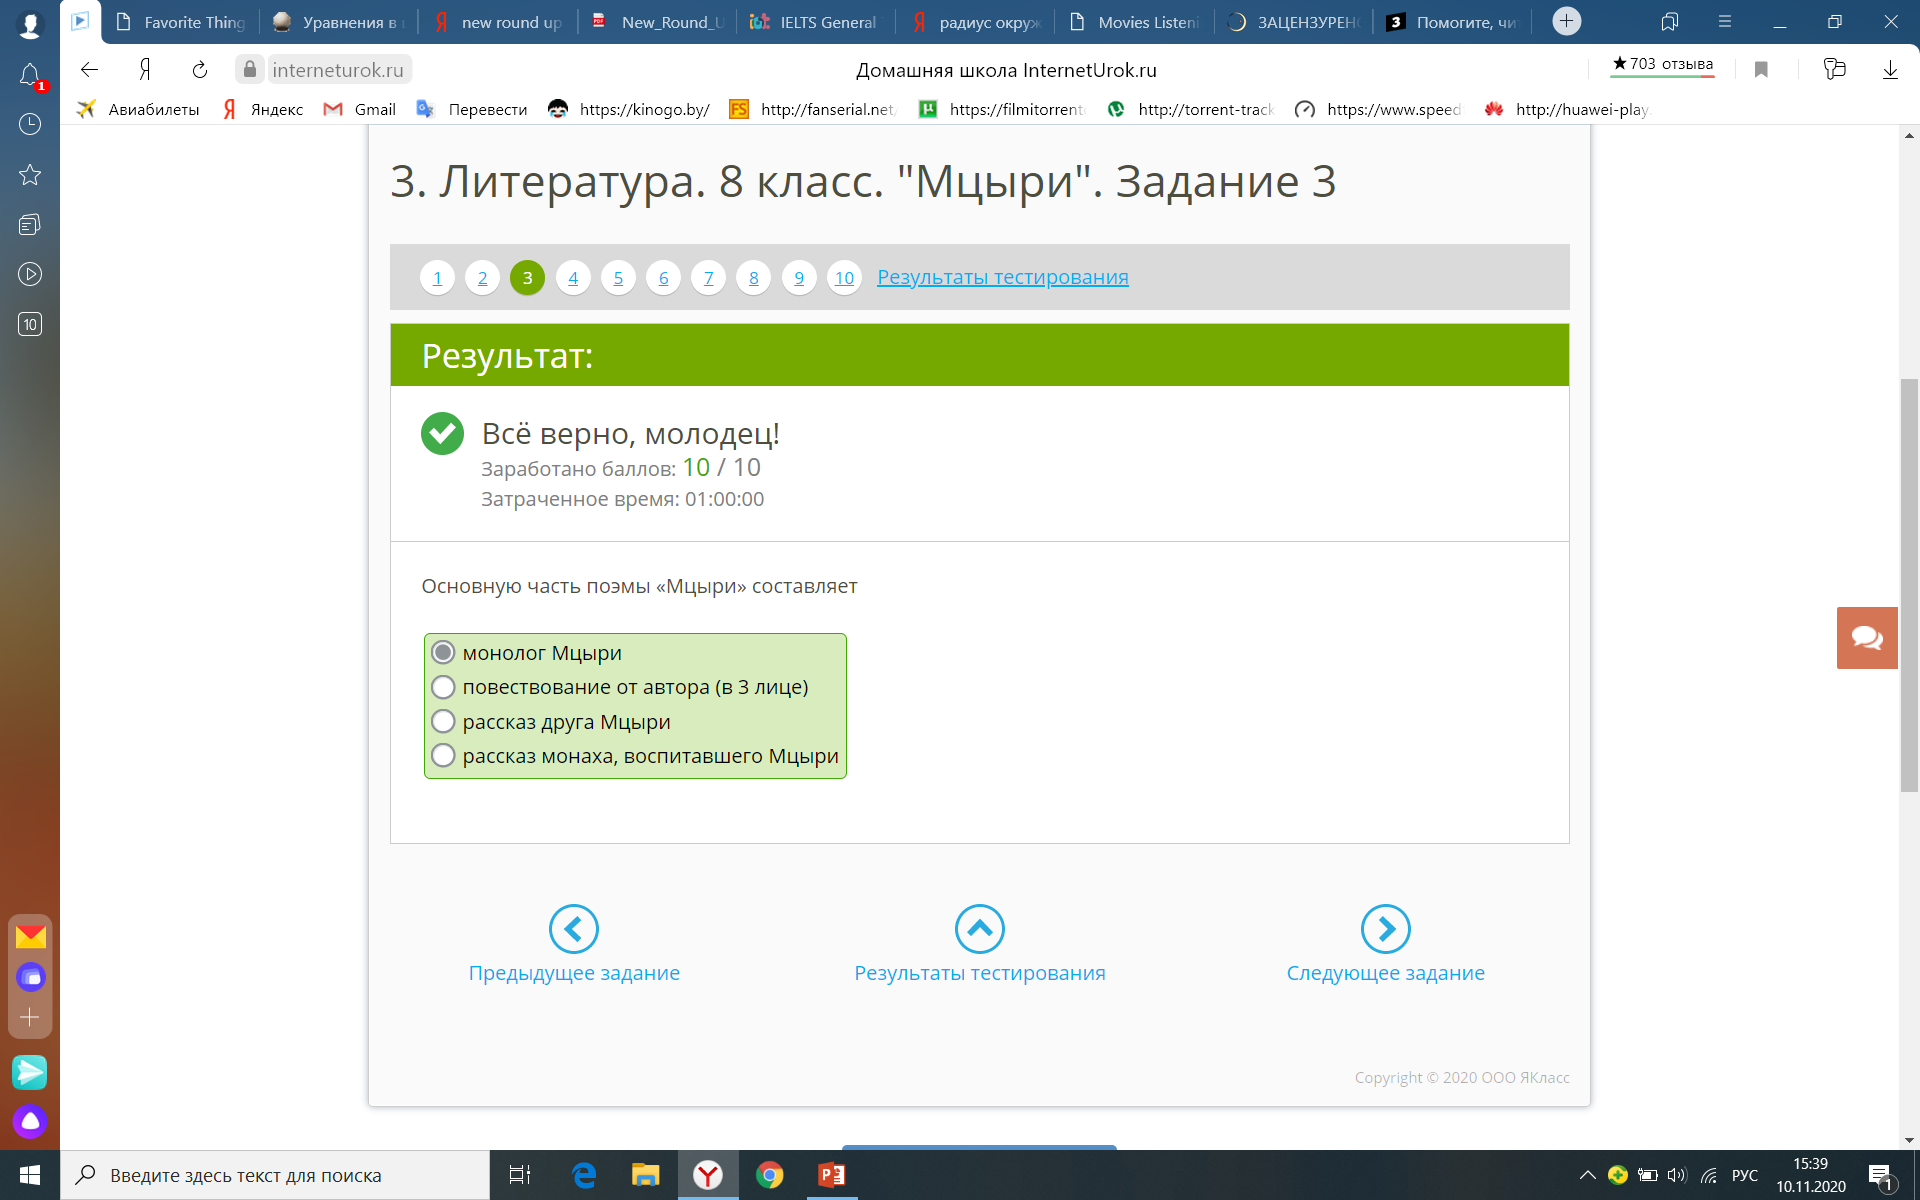 Favorite Thing
Уравнения в
new round up
New_Round_U
IELTS General
радиус окруж
Movies Listeni
ЗАЦЕНЗУРЕН
Помогите, чи
interneturok.ru
Домашняя школа InternetUrok.ru
★703 отзыва
Авиабилеты
Яндекс
Gmail
Перевести
https://kinogo.by/
http://fanserial.net
https://filmitorrent
http://torrent-track
https://www.speed
http://huawei-play
1
10
3. Литература. 8 класс. "Мцыри". Задание 3
1 2 3 4 5 6 7 8 9 10 Результаты тестирования
Результат:
Всё верно, молодец!
Заработано баллов: 10 / 10
Затраченное время: 01:00:00
Основную часть поэмы «Мцыри» составляет
монолог Мцыри
повествование от автора (в 3 лице)
рассказ друга Мцыри
рассказ монаха, воспитавшего Мцыри
Предыдущее задание
Результаты тестирования
Следующее задание
Copyright © 2020 ООО ЯКласс
Введите здесь текст для поиска
РУС
15:39
10.11.2020
1